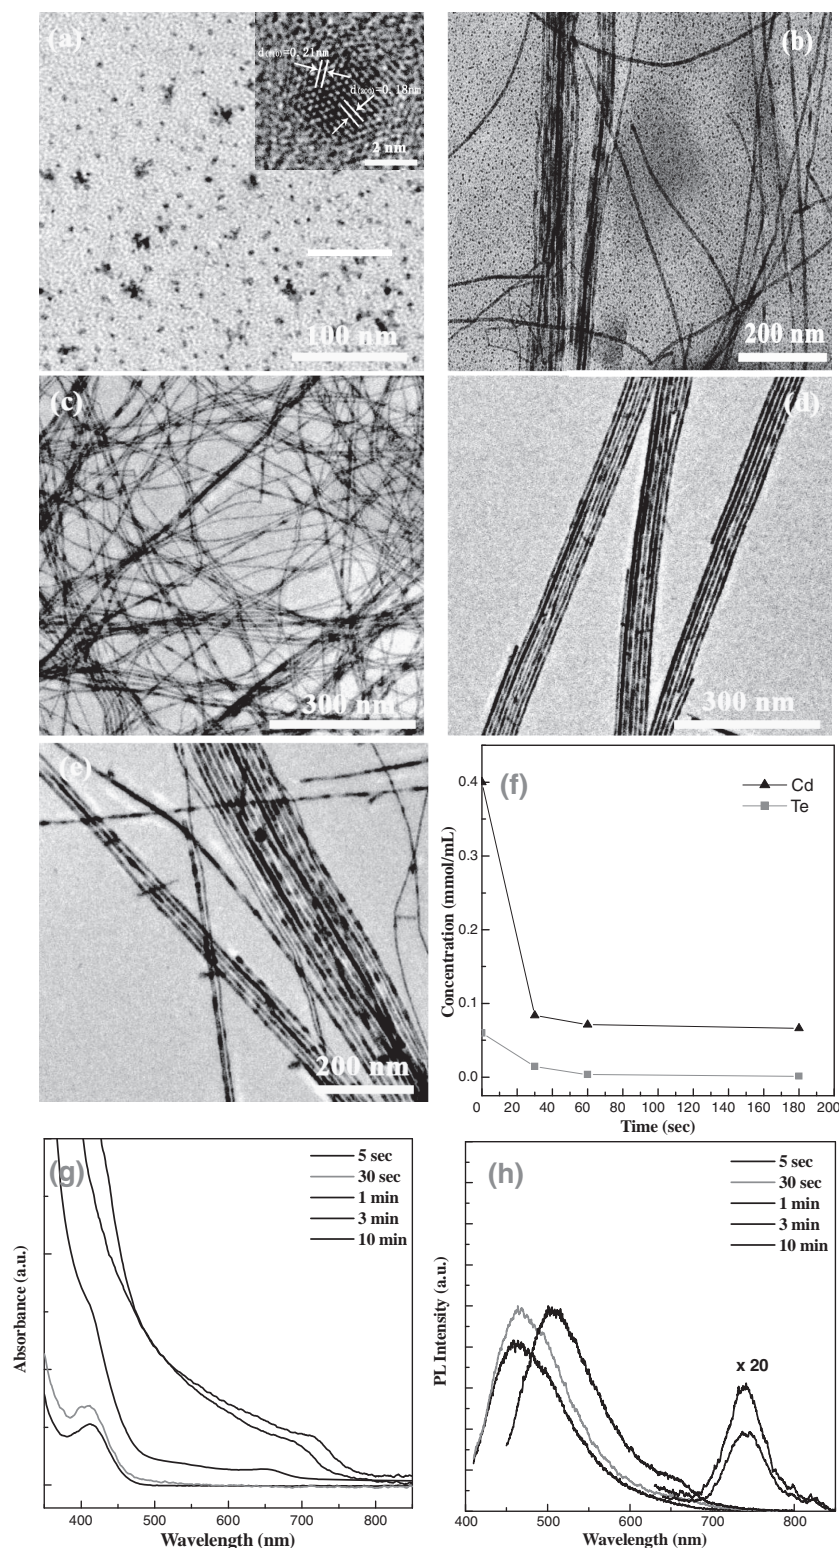 (a)
d(110)=0.21nm
d(200)=0.18nm
2 nm
100 nm
(b)
200 nm
(c)
300 nm
(d)
300 nm
(e)
200 nm
(f)
Cd
Te
Concentration (mmol/mL)
0.4
0.3
0.2
0.1
0.0
0 20 40 60 80 100 120 140 160 180 200
Time (sec)
(g)
5 sec
30 sec
1 min
3 min
10 min
Absorbance (a.u.)
400 500 600 700 800
Wavelength (nm)
(h)
5 sec
30 sec
1 min
3 min
10 min
x 20
PL Intensity (a.u.)
400 500 600 700 800
Wavelength (nm)